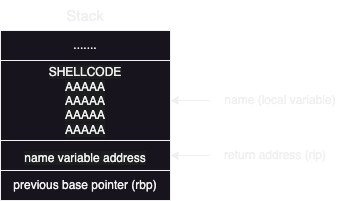 Stack
.......
SHELLCODE
AAAAA
AAAAA
name (local variable)
AAAAA
AAAAA
name variable address
return address (rip)
previous base pointer (rbp)